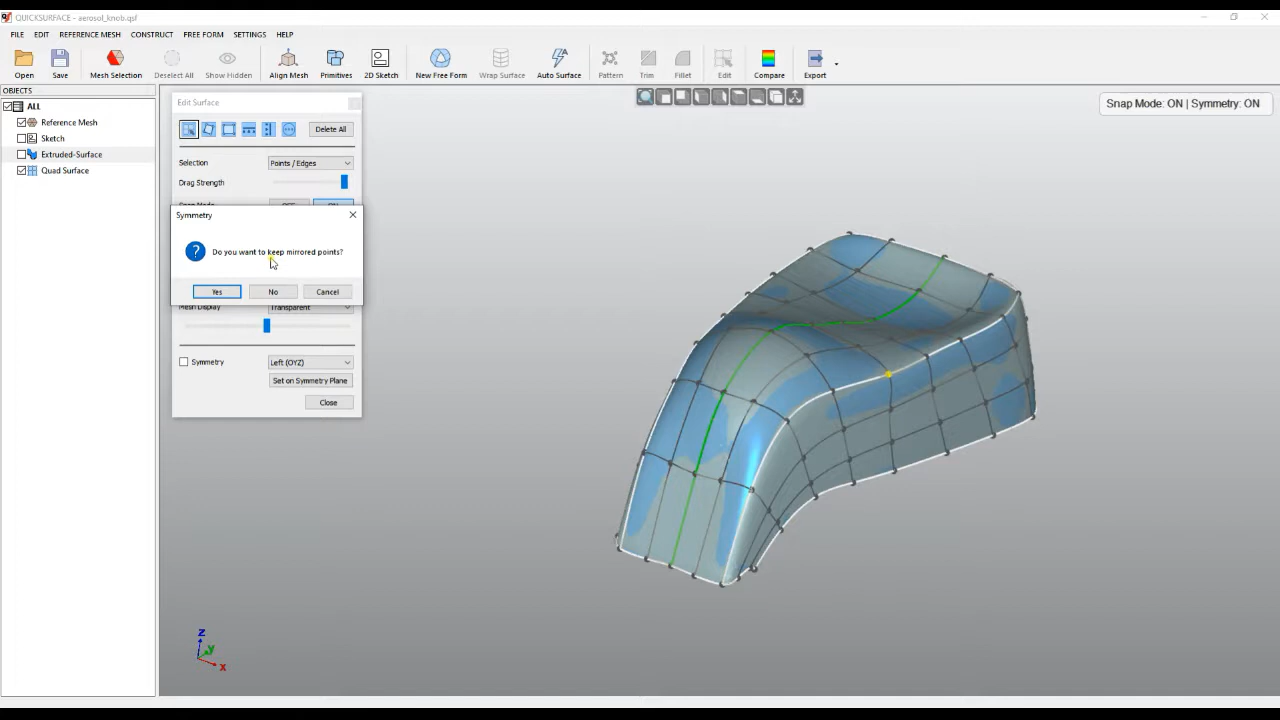 QUICKSURFACE - aerosol_knob.qsf
FILE EDIT REFERENCE MESH CONSTRUCT FREE FORM SETTINGS HELP
Open Save Mesh Selection Deselect All Show Hidden Align Mesh Primitives 2D Sketch New Free Form Wrap Surface Auto Surface Pattern Trim Fillet Edit Compare Export
OBJECTS
ALL
Reference Mesh
Sketch
Extruded-Surface
Quad Surface
Edit Surface
Delete All
Selection Points / Edges
Drag Strength
Symmetry
Do you want to keep mirrored points?
Yes No Cancel
Mesh Display Transparent
Symmetry Left (OYZ)
Set on Symmetry Plane
Close
Snap Mode: ON | Symmetry: ON
z
y
x